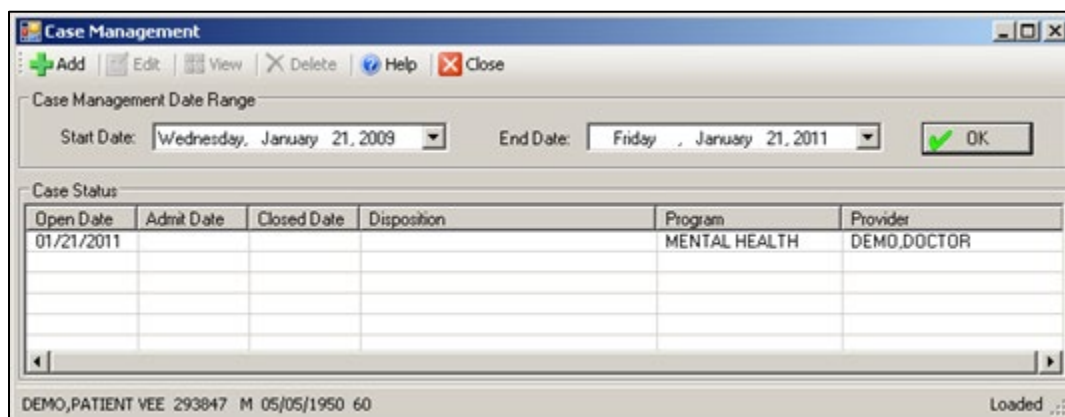 Case Management
Add Edit View Delete Help Close
Case Management Date Range
Start Date: Wednesday, January 21, 2009 End Date: Friday , January 21, 2011 OK
Case Status
Open Date Admit Date Closed Date Disposition Program Provider
01/21/2011 MENTAL HEALTH DEMO,DOCTOR
DEMO,PATIENT VEE 293847 M 05/05/1950 60 Loaded